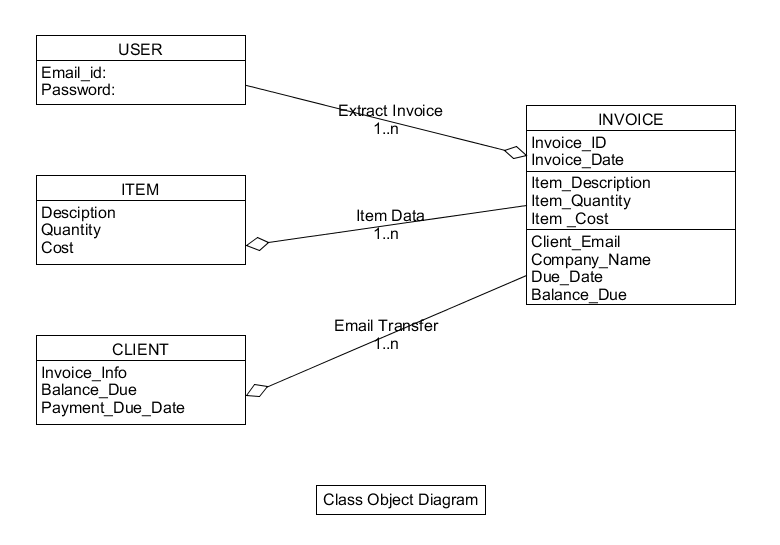 USER
Email_id:
Password:
Extract Invoice
1..n
INVOICE
Invoice_ID
Invoice_Date
Item_Description
Item_Quantity
Item _Cost
Client_Email
Company_Name
Due_Date
Balance_Due
ITEM
Desciption
Quantity
Cost
Item Data
1..n
Email Transfer
1..n
CLIENT
Invoice_Info
Balance_Due
Payment_Due_Date
Class Object Diagram